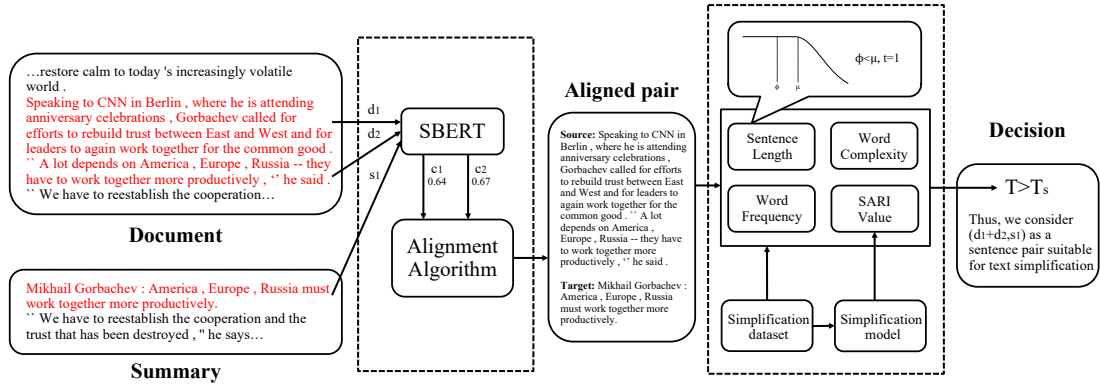 …restore calm to today 's increasingly volatile
world .
Speaking to CNN in Berlin , where he is attending
anniversary celebrations , Gorbachev called for
efforts to rebuild trust between East and West and for
leaders to again work together for the common good .
`` A lot depends on America , Europe , Russia -- they
have to work together more productively , ‘’ he said .
`` We have to reestablish the cooperation…
Document
Mikhail Gorbachev : America , Europe , Russia must
work together more productively.
`` We have to reestablish the cooperation and the
trust that has been destroyed , " he says…
Summary
d1
d2
s1
SBERT
c1
0.64
c2
0.67
Alignment
Algorithm
Aligned pair
Source: Speaking to CNN in
Berlin , where he is attending
anniversary celebrations ,
Gorbachev called for efforts
to rebuild trust between East
and West and for leaders to
again work together for the
common good . `` A lot
depends on America ,
Europe , Russia -- they have
to work together more
productively , ‘’ he said .
Target: Mikhail Gorbachev :
America , Europe , Russia
must work together more
productively.
ϕ
μ
ϕ<μ, t=1
Sentence
Length
Word
Complexity
Word
Frequency
SARI
Value
Simplification
dataset
Simplification
model
Decision
T>Ts
Thus, we consider
(d1+d2,s1) as a
sentence pair suitable
for text simplification